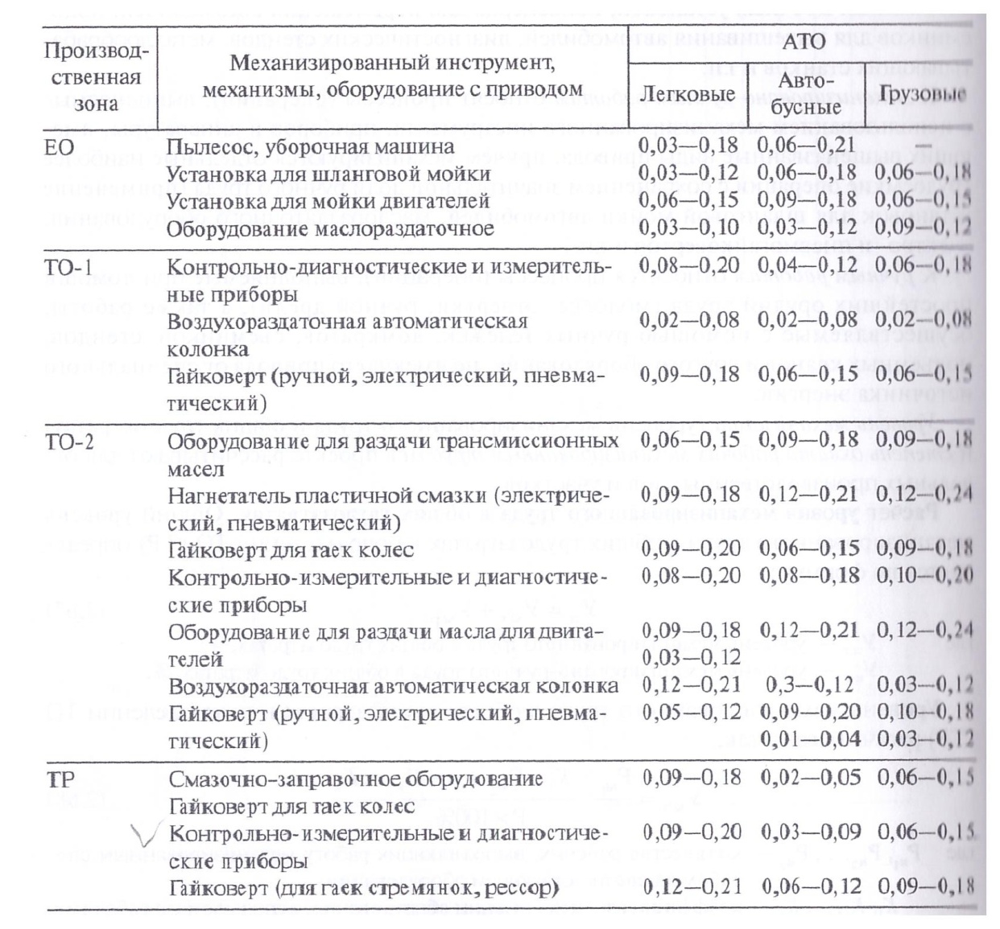 Производ-
ственная
зона
Механизированный инструмент,
механизмы, оборудование с приводом
АТО
Легковые
Авто-
бусные
Грузовые
ЕО Пылесос, уборочная машина 0,03—0,18 0,06—0,21 —
Установка для шланговой мойки 0,03—0,12 0,06—0,18 0,06—0,18
Установка для мойки двигателей 0,06—0,15 0,09—0,18 0,06—0,15
Оборудование маслораздаточное 0,03—0,10 0,03—0,12 0,09—0,12
ТО-1 Контрольно-диагностические и измеритель- 0,08—0,20 0,04—0,12 0,06—0,18
ные приборы
Воздухораздаточная автоматическая 0,02—0,08 0,02—0,08 0,02—0,08
колонка
Гайковерт (ручной, электрический, пневма- 0,09—0,18 0,06—0,15 0,06—0,15
тический)
ТО-2 Оборудование для раздачи трансмиссионных 0,06—0,15 0,09—0,18 0,09—0,18
масел
Нагнетатель пластичной смазки (электриче- 0,09—0,18 0,12—0,21 0,12—0,24
ский, пневматический)
Гайковерт для гаек колес 0,09—0,20 0,06—0,15 0,09—0,18
Контрольно-измерительные и диагностиче- 0,08—0,20 0,08—0,18 0,10—0,20
ские приборы
Оборудование для раздачи масла для двига- 0,09—0,18 0,12—0,21 0,12—0,24
телей 0,03—0,12
Воздухораздаточная автоматическая колонка 0,12—0,21 0,3—0,12 0,03—0,12
Гайковерт (ручной, электрический, пневма- 0,05—0,12 0,09—0,20 0,10—0,18
тический) 0,01—0,04 0,03—0,12
ТР Смазочно-заправочное оборудование 0,09—0,18 0,02—0,05 0,06—0,15
Гайковерт для гаек колес
Контрольно-измерительные и диагностиче- 0,09—0,20 0,03—0,09 0,06—0,15
ские приборы
Гайковерт (для гаек стремянок, рессор) 0,12—0,21 0,06—0,12 0,09—0,18